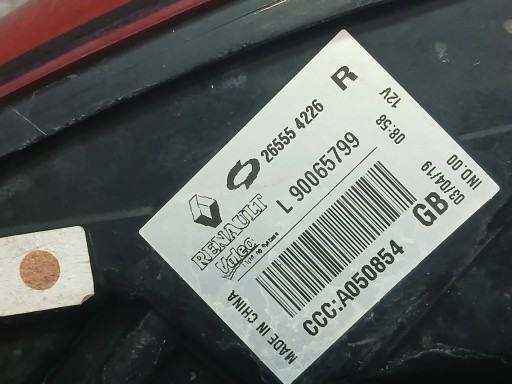 26555 4226 R
RENAULT L 90065799 08:58 12V
Valeo
MADE IN CHINA
CCC:A050854 GB 03/04/19 IND.00